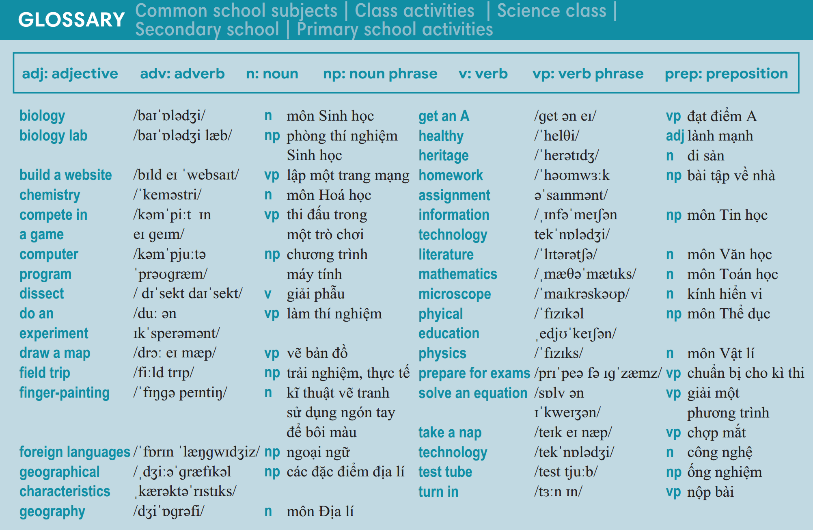 GLOSSARY
Common school subjects | Class activities | Science class |
Secondary school | Primary school activities
adj: adjective adv: adverb n: noun np: noun phrase v: verb vp: verb phrase prep: preposition
biology /baɪˈɒlədʒi/ n môn Sinh học
biology lab /baɪˈɒlədʒi læb/ np phòng thí nghiệm
Sinh học
build a website /bɪld eɪ ˈwebsaɪt/ vp lập một trang mạng
chemistry /ˈkeməstri/ n môn Hoá học
compete in /kəmˈpiːt ɪn vp thi đấu trong
a game eɪ ɡeɪm/ một trò chơi
computer /kəmˈpjuːtə np chương trình
program ˈprəʊɡræm/ máy tính
dissect / dɪˈsekt daɪˈsekt/ v giải phẫu
do an /duː ən vp làm thí nghiệm
experiment ɪkˈsperəmənt/
draw a map /drɔː eɪ mæp/ vp vẽ bản đồ
field trip /fiːld trɪp/ np trải nghiệm, thực tế
finger-painting /ˈfɪŋɡə peɪntiŋ/ n kĩ thuật vẽ tranh
sử dụng ngón tay
để bôi màu
foreign languages /ˈfɒrɪn ˈlæŋɡwɪdʒiz/ np ngoại ngữ
geographical /ˌdʒiːəˈɡræfɪkəl np các đặc điểm địa lí
characteristics ˌkærəktəˈrɪstɪks/
geography /dʒiˈɒɡrəfi/ n môn Địa lí
get an A /ɡet ən eɪ/ vp đạt điểm A
healthy /ˈhelθi/ adj lành mạnh
heritage /ˈherətɪdʒ/ n di sản
homework /ˈhəʊmwɜːk np bài tập về nhà
assignment əˈsaɪnmənt/
information /ˌɪnfəˈmeɪʃən np môn Tin học
technology tekˈnɒlədʒi/
literature /ˈlɪtərətʃə/ n môn Văn học
mathematics /ˌmæθəˈmætɪks/ n môn Toán học
microscope /ˈmaɪkrəskəʊp/ n kính hiển vi
phyical /ˈfɪzɪkəl np môn Thể dục
education ˌedjʊˈkeɪʃən/
physics /ˈfɪzɪks/ n môn Vật lí
prepare for exams /prɪˈpeə fə ɪɡˈzæmz/ vp chuẩn bị cho kì thi
solve an equation /sɒlv ən vp giải một
ɪˈkweɪʒən/ phương trình
take a nap /teɪk eɪ næp/ vp chợp mắt
technology /tekˈnɒlədʒi/ n công nghệ
test tube /test tjuːb/ np ống nghiệm
turn in /tɜːn ɪn/ vp nộp bài